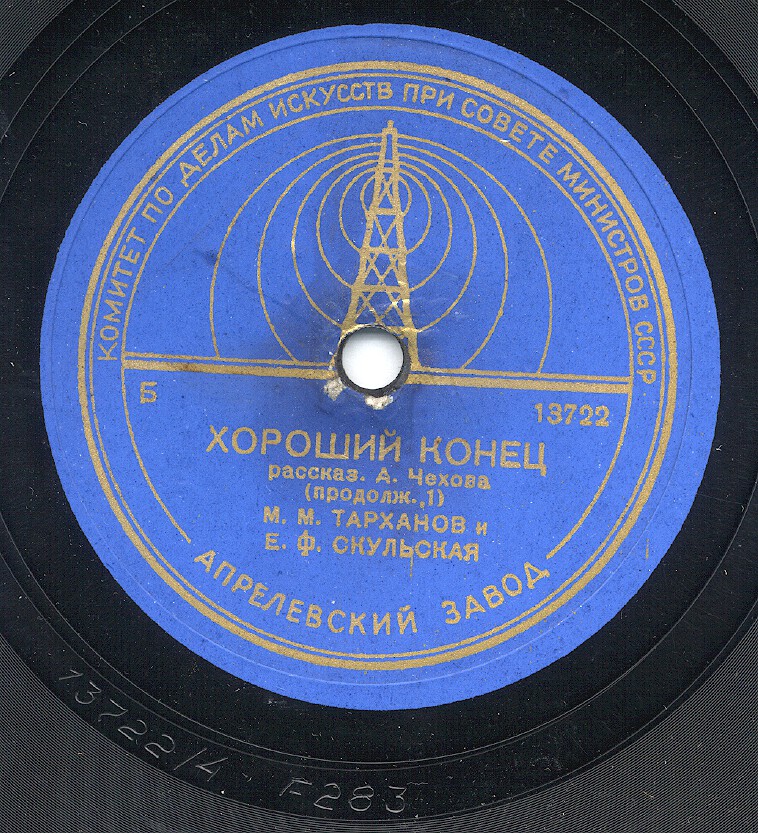 КОМИТЕТ ПО ДЕЛАМ ИСКУССТВ ПРИ СОВЕТЕ МИНИСТРОВ СССР
Б
13722
ХОРОШИЙ КОНЕЦ
рассказ. А. Чехова
(продолж.,1)
М. М. ТАРХАНОВ и
Е. Ф. СКУЛЬСКАЯ
АПРЕЛЕВСКИЙ ЗАВОД
13722/4 F283